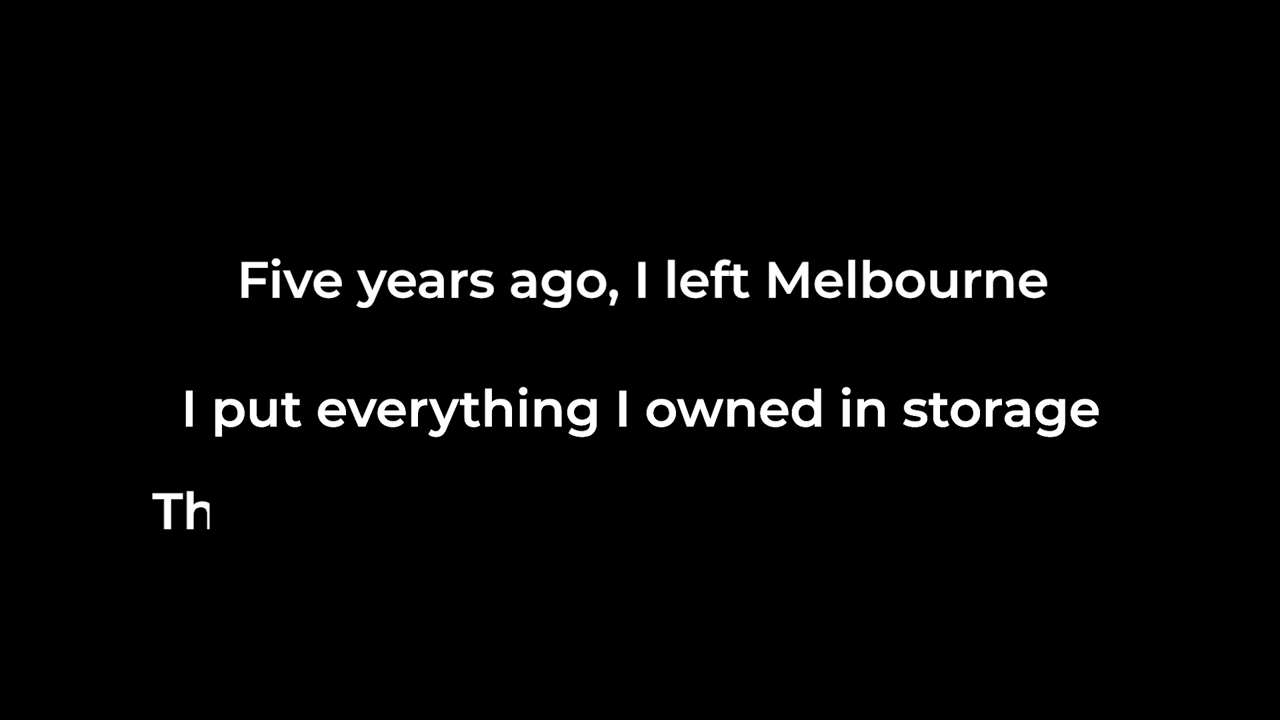 Five years ago, I left Melbourne
I put everything I owned in storage
Th